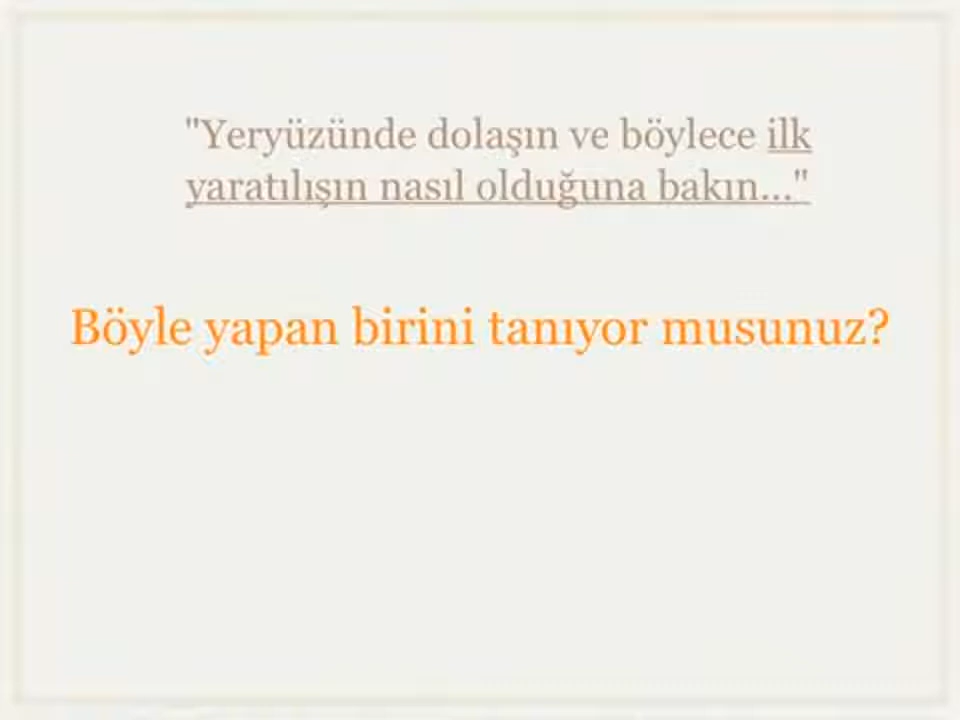 "Yeryüzünde dolaşın ve böylece ilk
yaratılışın nasıl olduğuna bakın..."
Böyle yapan birini tanıyor musunuz?